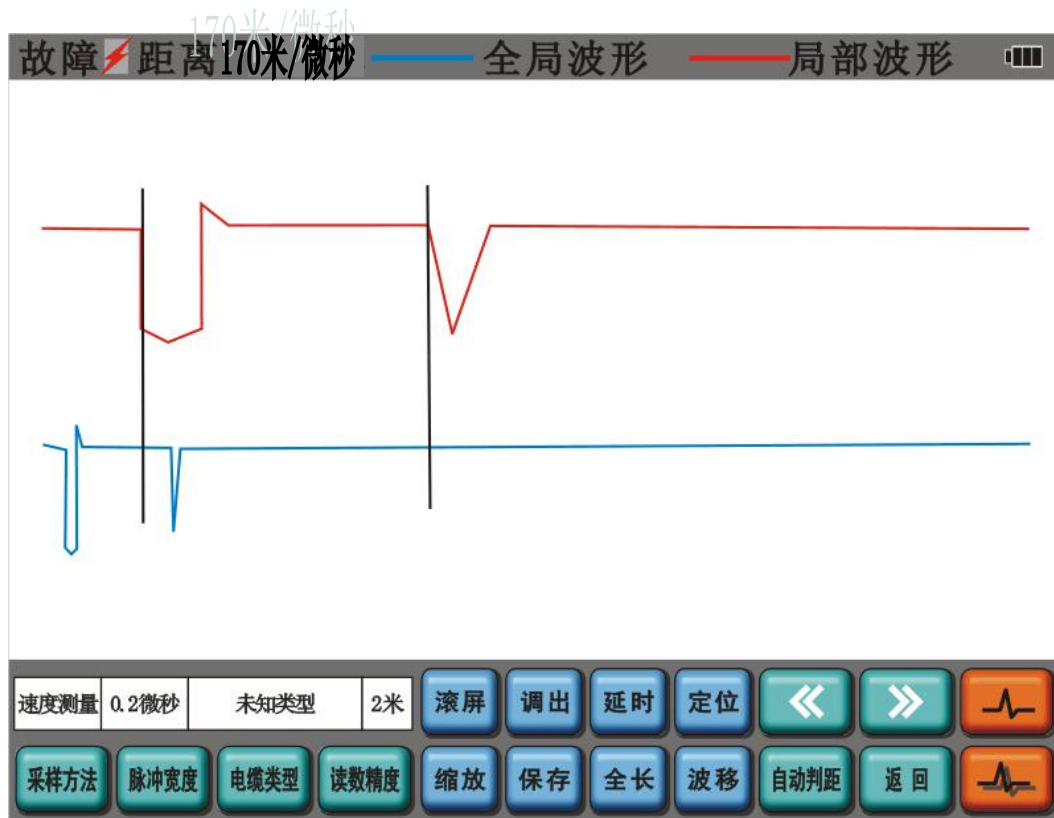 170米/微秒
故障距离170米/微秒 全局波形 局部波形
速度测量 0.2微秒 未知类型 2米 滚屏 调出 延时 定位
采样方法 脉冲宽度 电缆类型 读数精度 缩放 保存 全长 波移 自动判距 返回